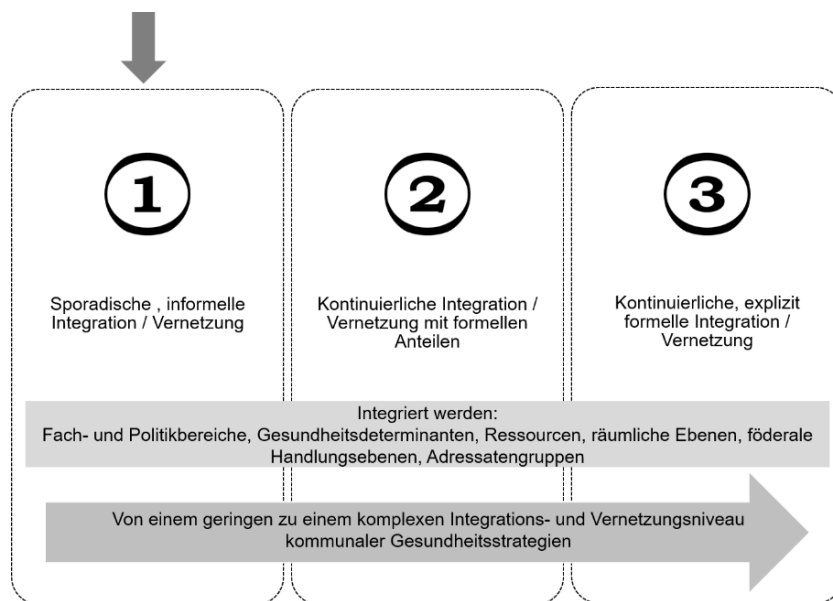 1
2
3
Sporadische , informelle
Integration / Vernetzung
Kontinuierliche Integration /
Vernetzung mit formellen
Anteilen
Kontinuierliche, explizit
formelle Integration /
Vernetzung
Integriert werden:
Fach- und Politikbereiche, Gesundheitsdeterminanten, Ressourcen, räumliche Ebenen, föderale
Handlungsebenen, Adressatengruppen
Von einem geringen zu einem komplexen Integrations- und Vernetzungsniveau
kommunaler Gesundheitsstrategien